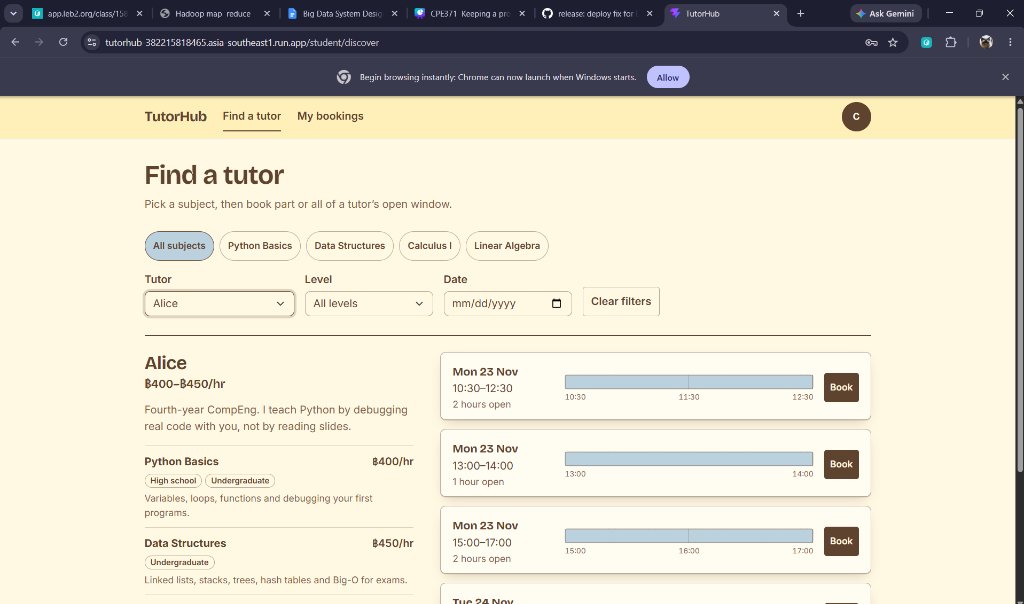 app.leb2.org/class/158
Hadoop map reduce
Big Data System Desig
CPE371 Keeping a pro
release: deploy fix for
TutorHub
Ask Gemini
tutorhub-382215818465.asia-southeast1.run.app/student/discover
Begin browsing instantly: Chrome can now launch when Windows starts.
Allow
TutorHub
Find a tutor
My bookings
C
Find a tutor
Pick a subject, then book part or all of a tutor's open window.
All subjects
Python Basics
Data Structures
Calculus I
Linear Algebra
Tutor
Level
Date
Alice
All levels
mm/dd/yyyy
Clear filters
Alice
฿400–฿450/hr
Fourth-year CompEng. I teach Python by debugging
real code with you, not by reading slides.
Python Basics
฿400/hr
High school
Undergraduate
Variables, loops, functions and debugging your first
programs.
Data Structures
฿450/hr
Undergraduate
Linked lists, stacks, trees, hash tables and Big-O for exams.
Mon 23 Nov
10:30–12:30
2 hours open
10:30
11:30
12:30
Book
Mon 23 Nov
13:00–14:00
1 hour open
13:00
14:00
Book
Mon 23 Nov
15:00–17:00
2 hours open
15:00
16:00
17:00
Book
Tue 24 Nov